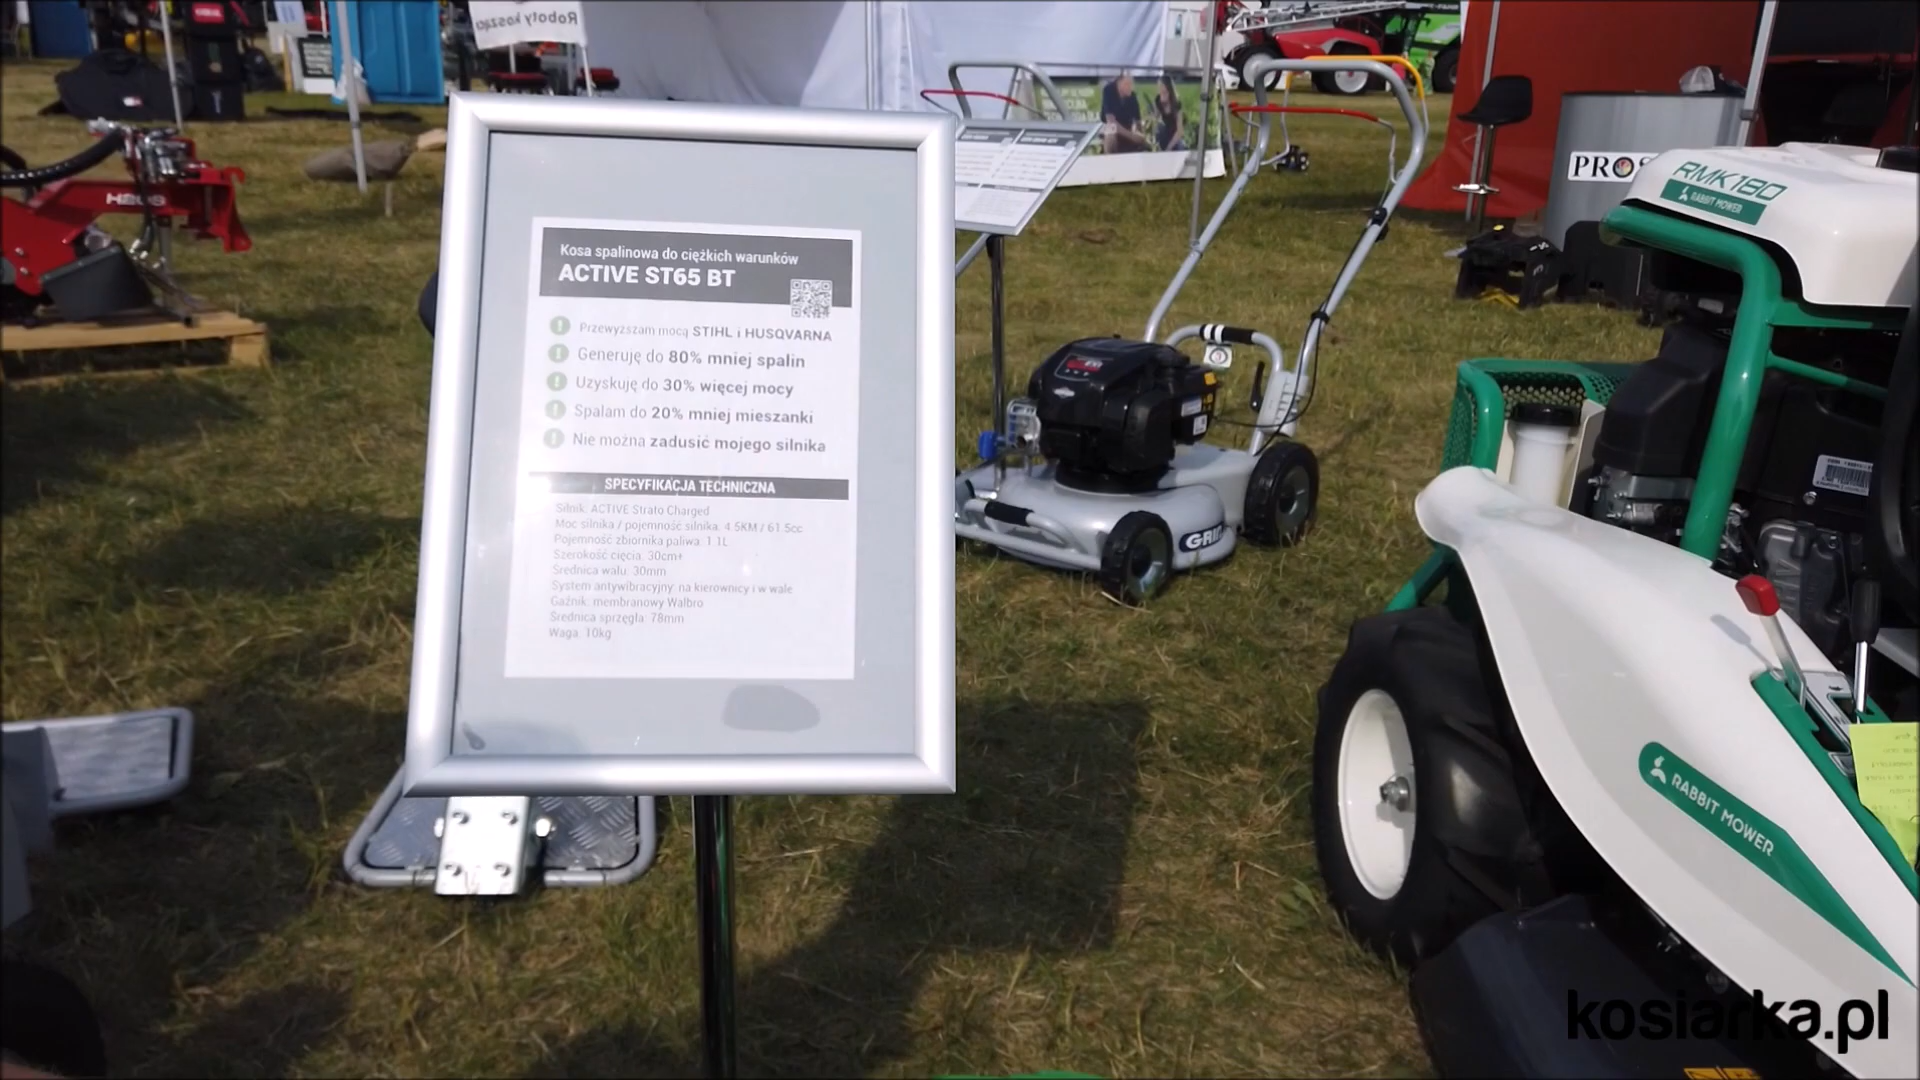 Roboty koszące
HEUS
Kosa spalinowa do ciężkich warunków
ACTIVE ST65 BT
Przewyższam mocą STIHL i HUSQVARNA
Generuję do 80% mniej spalin
Uzyskuję do 30% więcej mocy
Spalam do 20% mniej mieszanki
Nie można zadusić mojego silnika
SPECYFIKACJA TECHNICZNA
Silnik: ACTIVE Strato Charged
Moc silnika / pojemność silnika: 4.5KM / 61.5cc
Pojemność zbiornika paliwa: 1.1L
Szerokość cięcia: 30cm+
Średnica wału: 30mm
System antywibracyjny: na kierownicy i w wale
Gaźnik: membranowy Walbro
Średnica sprzęgła: 78mm
Waga: 10kg
GRIN
PROS
RMK180
RABBIT MOWER
RABBIT MOWER
kosiarka.pl